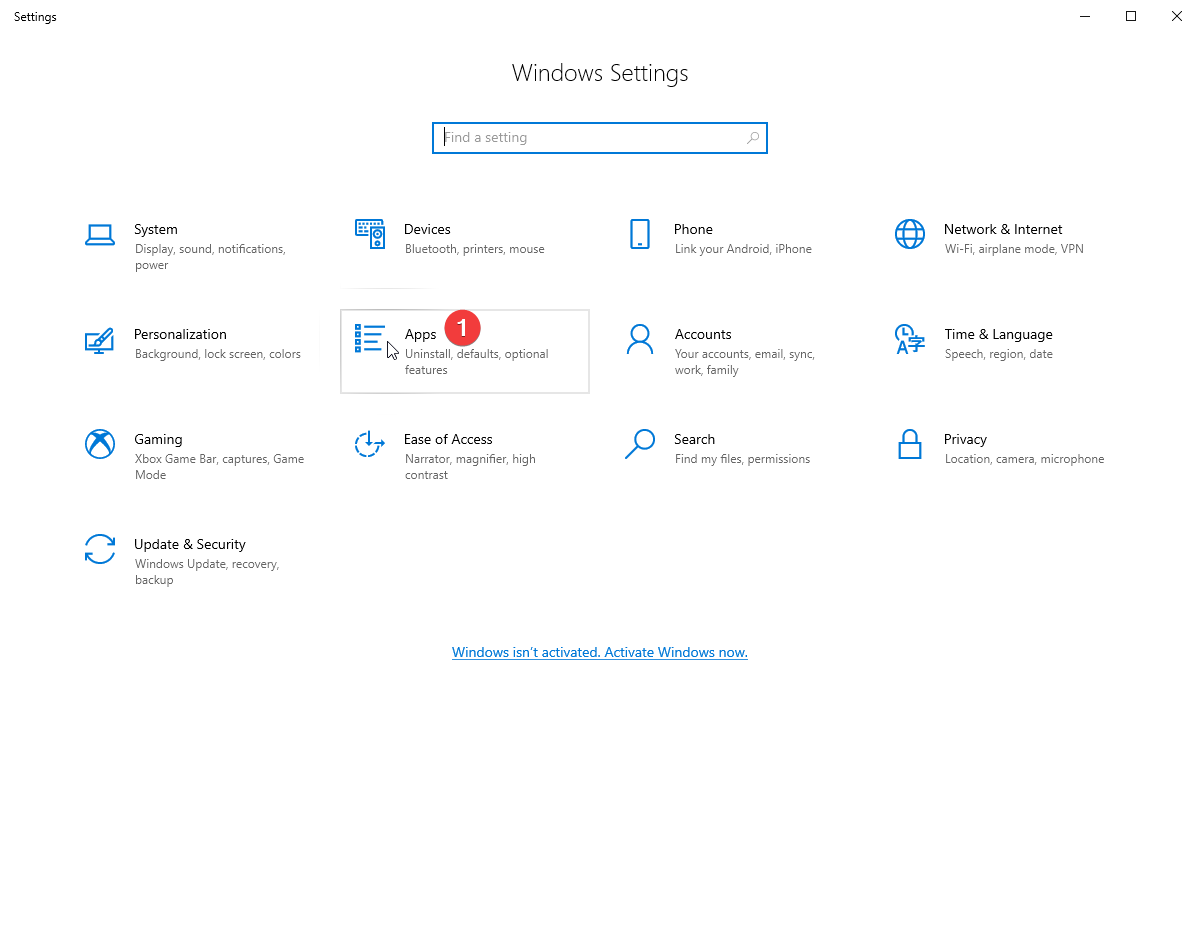 Settings
Windows Settings
Find a setting
System
Display, sound, notifications,
power
Devices
Bluetooth, printers, mouse
Phone
Link your Android, iPhone
Network & Internet
Wi-Fi, airplane mode, VPN
Personalization
Background, lock screen, colors
Apps
1
Uninstall, defaults, optional
features
Accounts
Your accounts, email, sync,
work, family
Time & Language
Speech, region, date
Gaming
Xbox Game Bar, captures, Game
Mode
Ease of Access
Narrator, magnifier, high
contrast
Search
Find my files, permissions
Privacy
Location, camera, microphone
Update & Security
Windows Update, recovery,
backup
Windows isn't activated. Activate Windows now.